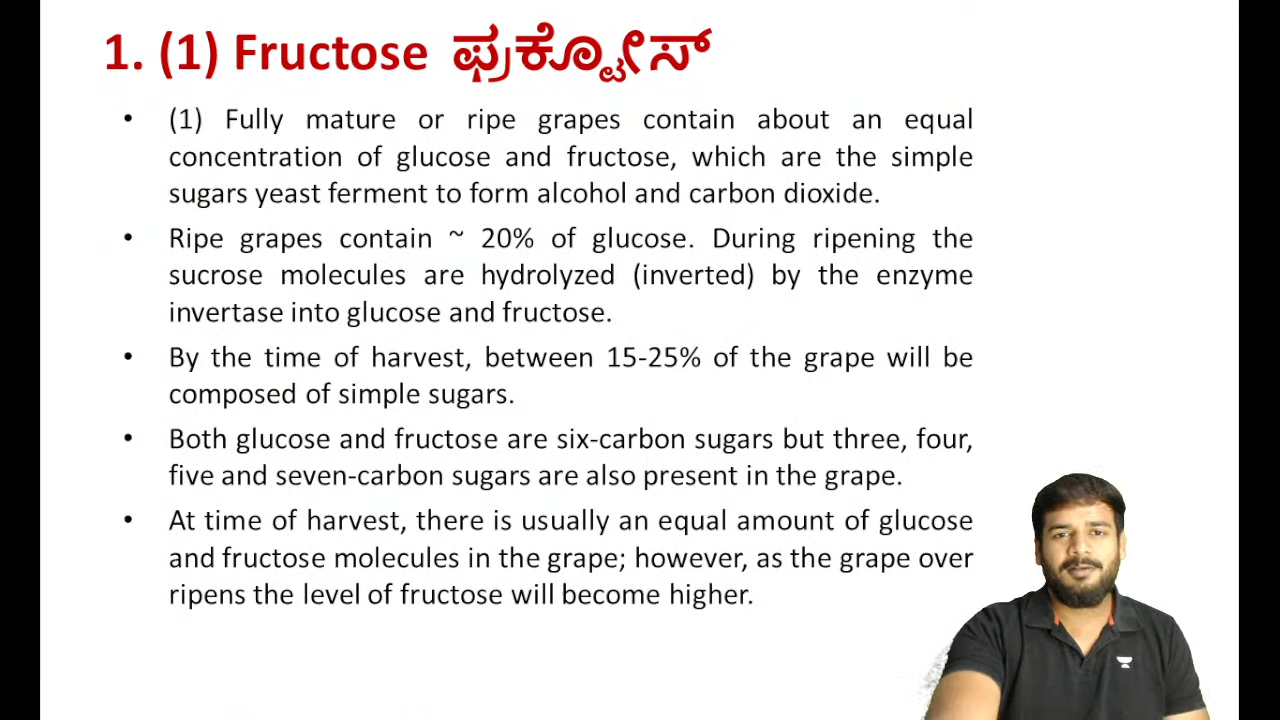 1. (1) Fructose ಫ್ರಕ್ಟೋಸ್
• (1) Fully mature or ripe grapes contain about an equal
concentration of glucose and fructose, which are the simple
sugars yeast ferment to form alcohol and carbon dioxide.
• Ripe grapes contain ~ 20% of glucose. During ripening the
sucrose molecules are hydrolyzed (inverted) by the enzyme
invertase into glucose and fructose.
• By the time of harvest, between 15-25% of the grape will be
composed of simple sugars.
• Both glucose and fructose are six-carbon sugars but three, four,
five and seven-carbon sugars are also present in the grape.
• At time of harvest, there is usually an equal amount of glucose
and fructose molecules in the grape; however, as the grape over
ripens the level of fructose will become higher.